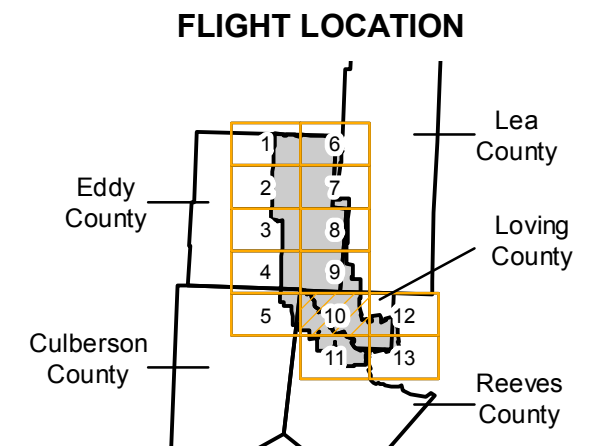 FLIGHT LOCATION
Lea
County
1
6
Eddy
County
2
7
3
8
Loving
County
4
9
5
10
12
Culberson
County
11
13
Reeves
County